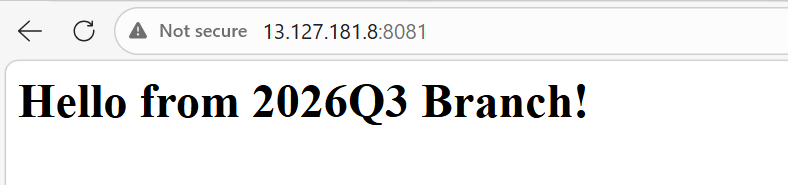 Not secure 13.127.181.8:8081
Hello from 2026Q3 Branch!